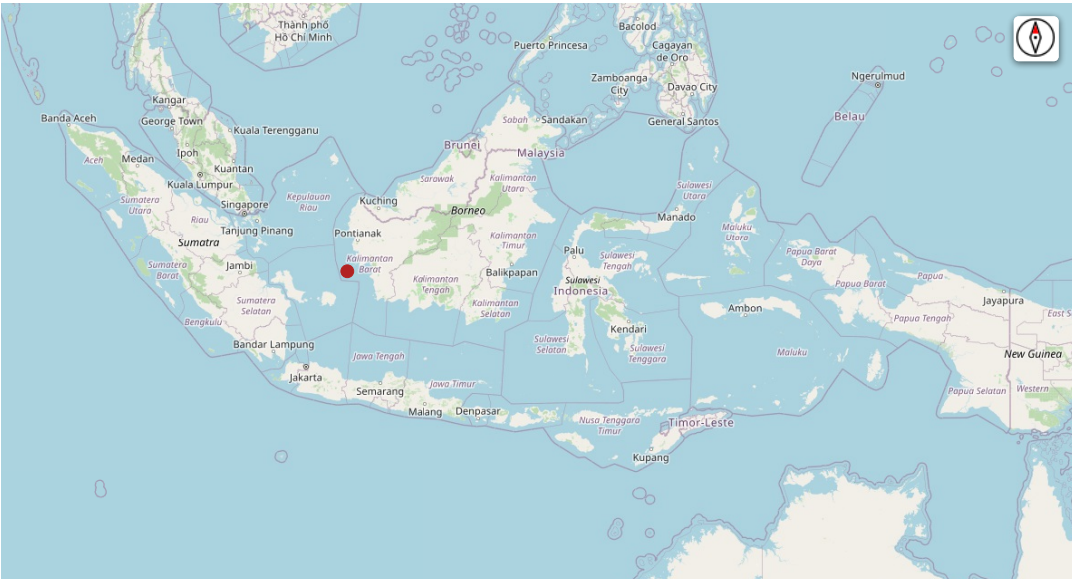 Thành phố
Hồ Chí Minh
Bacolod
Puerto Princesa
Cagayan
de Oro
Zamboanga
City
Davao City
Ngerulmud
Kangar
Banda Aceh
George Town
Kuala Terengganu
Sabah
Sandakan
General Santos
Belau
Ipoh
Brunei
Malaysia
Aceh
Medan
Kuantan
Kuala Lumpur
Sarawak
Kalimantan
Utara
Sulawesi
Utara
Sumatera
Utara
Kepulauan
Riau
Kuching
Singapore
Borneo
Manado
Riau
Tanjung Pinang
Pontianak
Maluku
Utara
Sumatra
Kalimantan
Timur
Palu
Papua Barat
Daya
Sumatera
Barat
Jambi
Kalimantan
Barat
Balikpapan
Sulawesi
Tengah
Papua
Kalimantan
Tengah
Sulawesi
Indonesia
Papua Barat
Sumatera
Selatan
Kalimantan
Selatan
Ambon
Jayapura
Bengkulu
Kendari
Papua Tengah
East S
Bandar Lampung
Sulawesi
Selatan
Sulawesi
Tenggara
Jawa Tengah
Maluku
New Guinea
Jakarta
Semarang
Jawa Timur
Papua Selatan
Western
Malang
Denpasar
Nusa Tenggara
Timur
Timor-Leste
Kupang